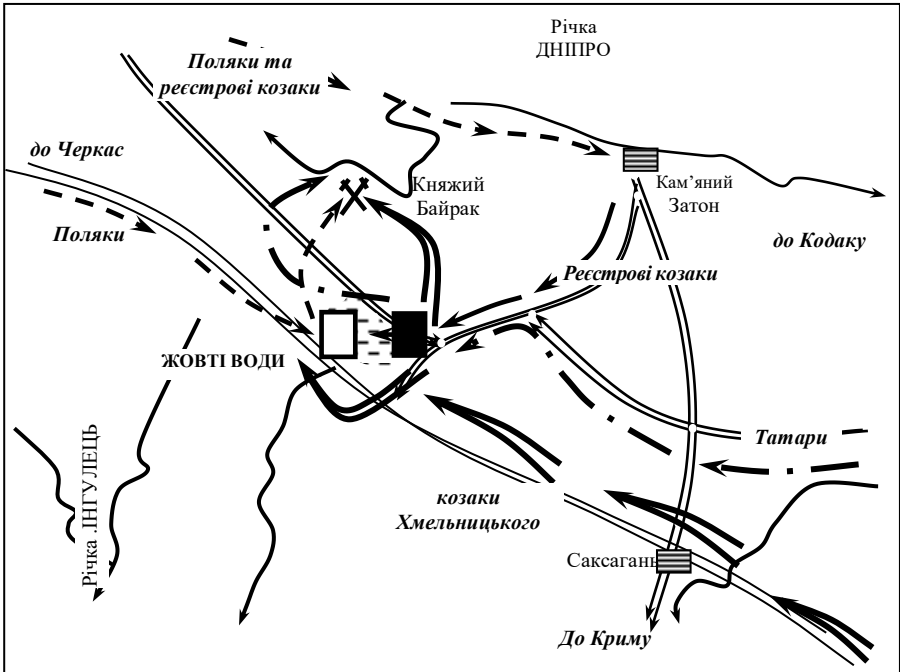 Річка
ДНІПРО
Поляки та
реєстрові козаки
до Черкас
Княжий
Байрак
Кам’яний
Затон
Поляки
до Кодаку
Реєстрові козаки
ЖОВТІ ВОДИ
Татари
Річка ІНГУЛЕЦЬ
козаки
Хмельницького
Саксагань
До Криму